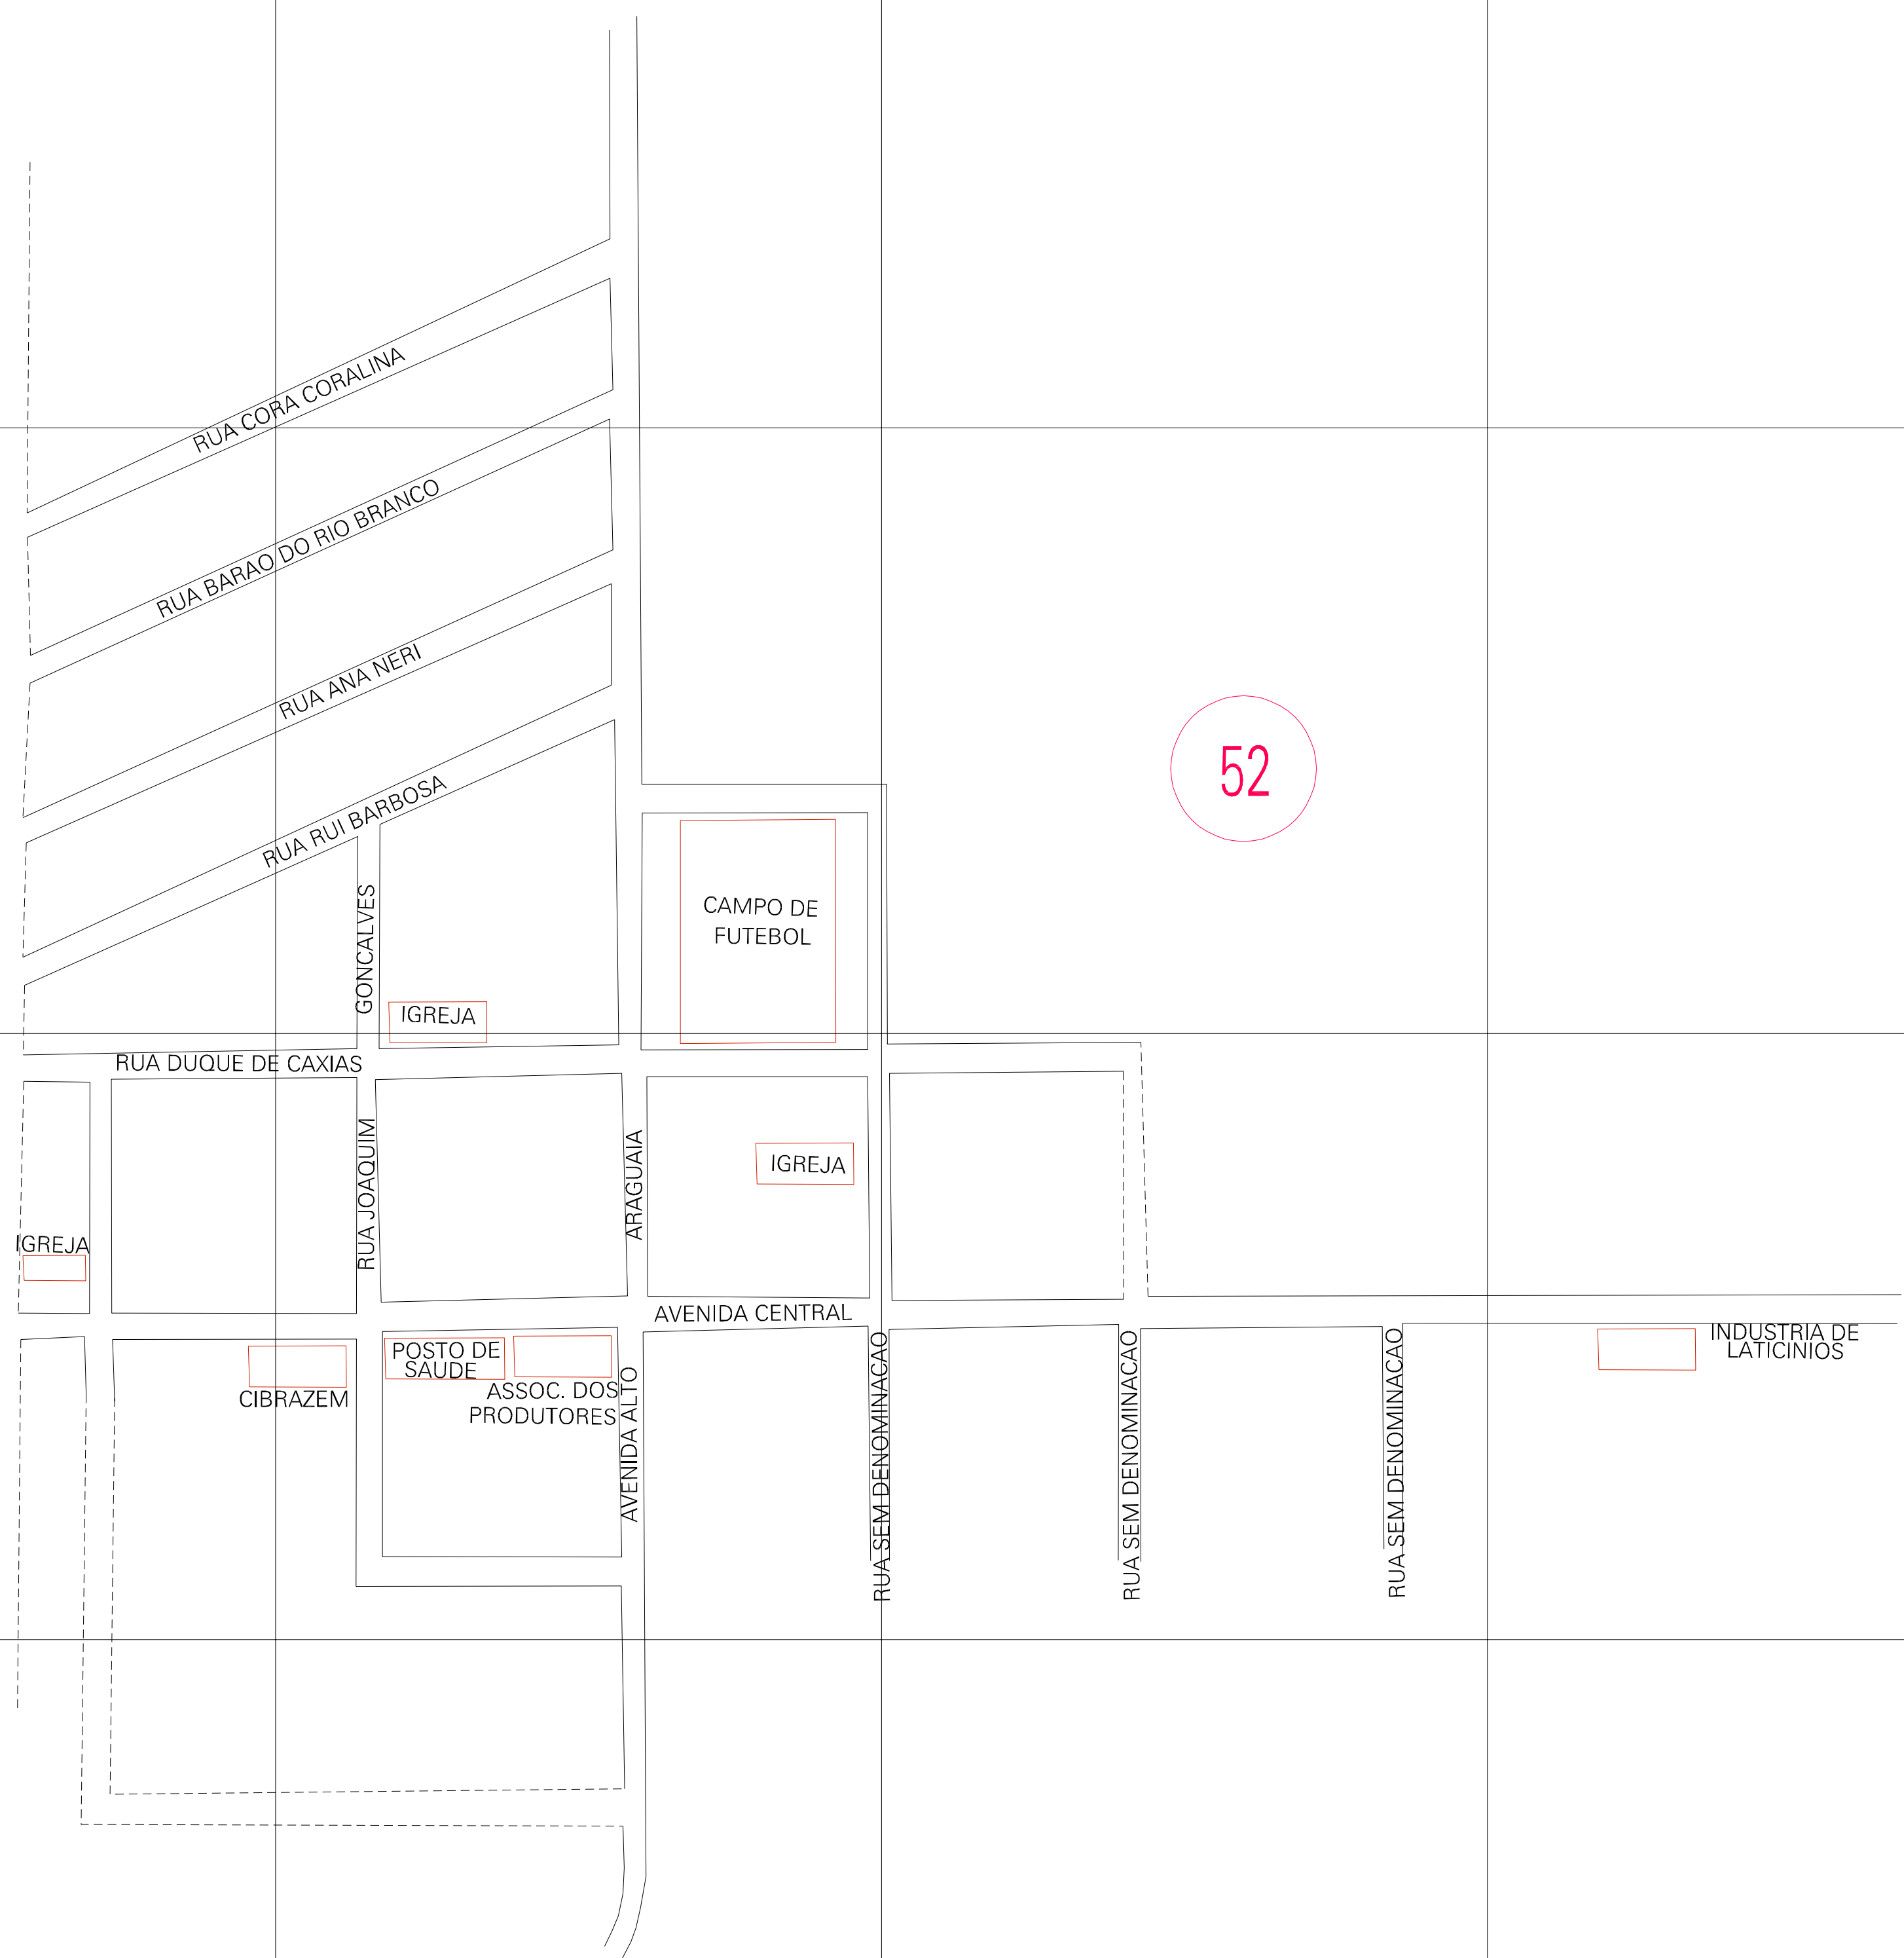 RUA CORA CORALINA
RUA BARAO DO RIO BRANCO
RUA ANA NERI
RUA RUI BARBOSA
52
GONCALVES
CAMPO DE
FUTEBOL
IGREJA
RUA DUQUE DE CAXIAS
RUA JOAQUIM
ARAGUAIA
IGREJA
IGREJA
AVENIDA CENTRAL
POSTO DE
SAUDE
CIBRAZEM
ASSOC. DOS
PRODUTORES
AVENIDA ALTO
RUA SEM DENOMINACAO
RUA SEM DENOMINACAO
RUA SEM DENOMINACAO
INDUSTRIA DE
LATICINIOS